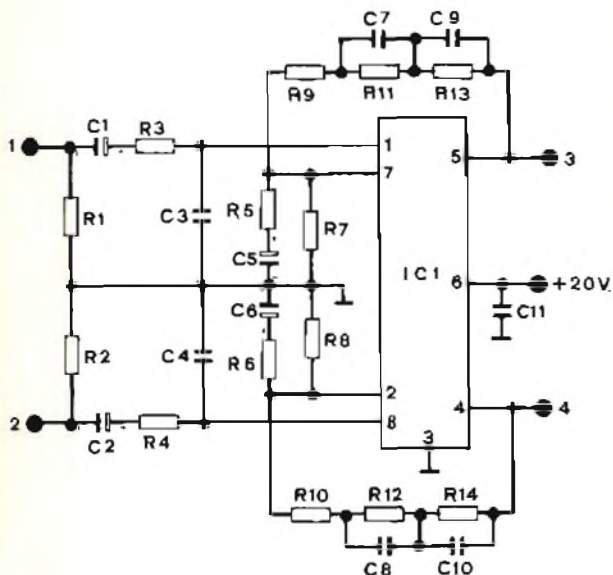 C7 C9
R9 R11 R13
C1 R3
1 1 5 3
7
R1 C3 R5 R7
C5 IC1 6 +20V
C6 C11
R2 C4 R6 R8
2 4 4
2 C2 R4 8 3
R10 R12 R14
C8 C10